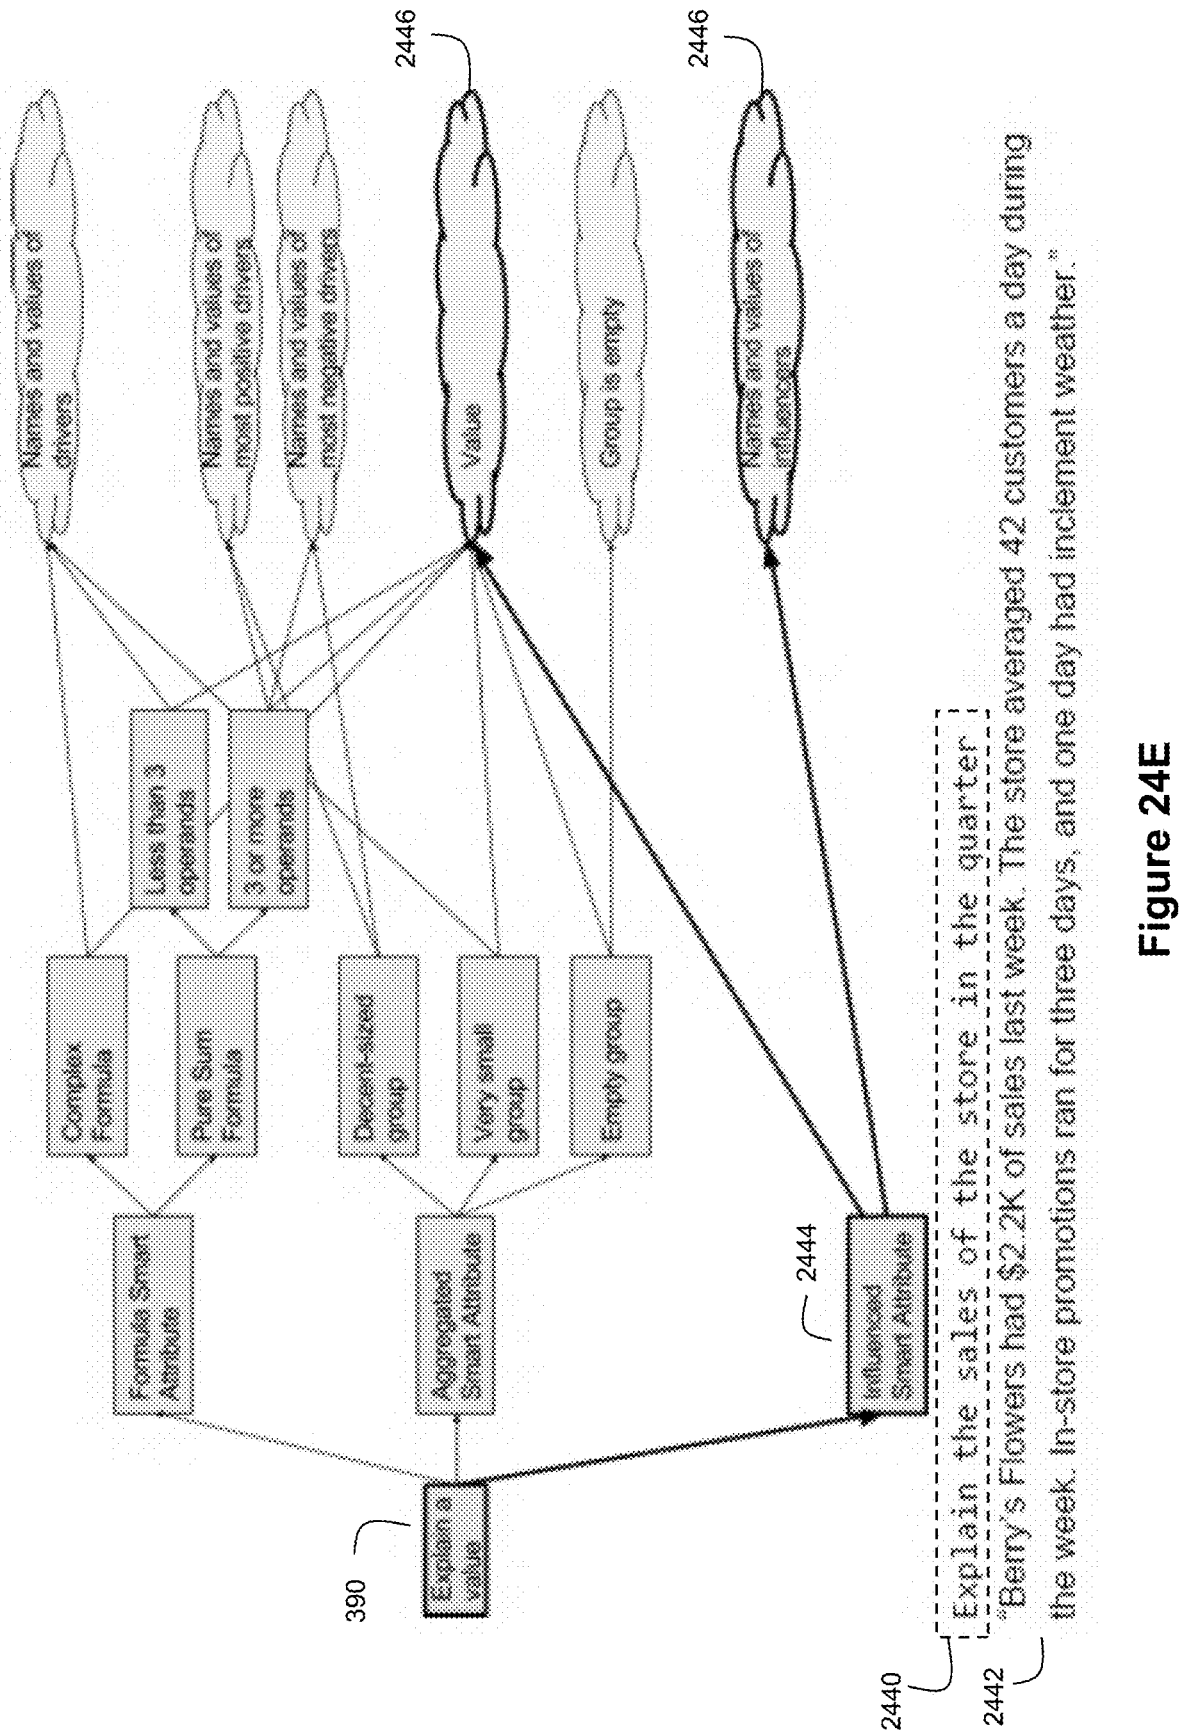 390
Explain a
value
Formula Smart
Attribute
Aggregated
Smart Attribute
2444
Influenced
Smart Attribute
Complex
Formula
Pure Sum
Formula
Decent-sized
group
Very small
group
Empty group
Less than 3
operands
3 or more
operands
Names and values of
drivers
Names and values of
most positive drivers
Names and values of
most negative drivers
Value
2446
Group is empty
Names and values of
influencers
2446
2440
Explain the sales of the store in the quarter
2442
“Berry's Flowers had $2.2K of sales last week. The store averaged 42 customers a day during
the week. In-store promotions ran for three days, and one day had inclement weather.”
Figure 24E